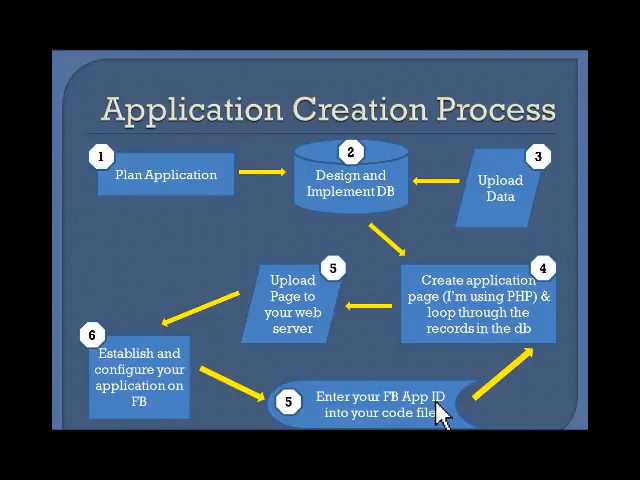 Application Creation Process
1
Plan Application
2
Design and
Implement DB
3
Upload
Data
4
Create application
page (I'm using PHP) &
loop through the
records in the db
5
Upload
Page to
your web
server
6
Establish and
configure your
application on
FB
5
Enter your FB App ID
into your code file